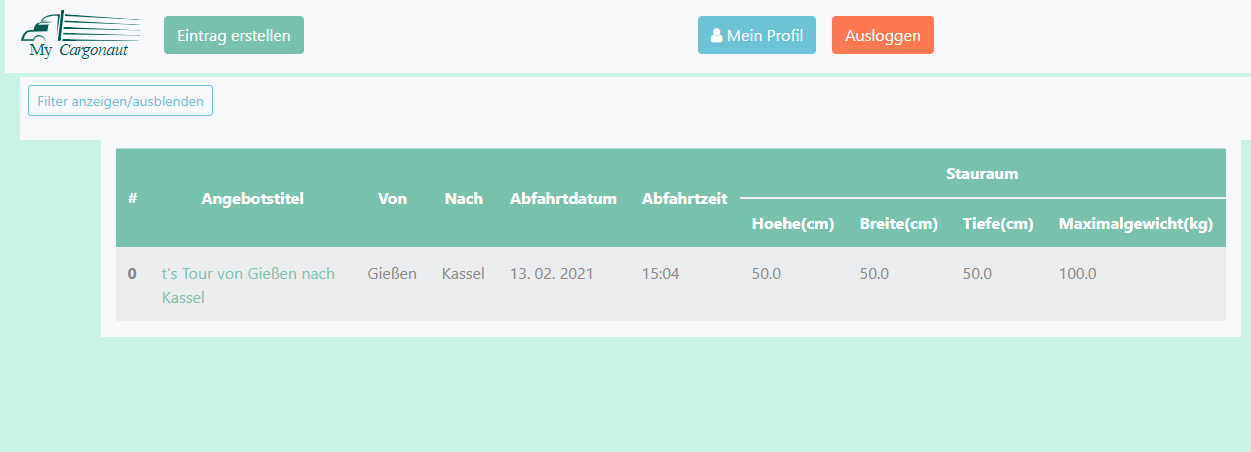 My Cargonaut
Eintrag erstellen
Mein Profil
Ausloggen
Filter anzeigen/ausblenden
# Angebotstitel Von Nach Abfahrtdatum Abfahrtzeit Stauraum
Hoehe(cm) Breite(cm) Tiefe(cm) Maximalgewicht(kg)
0 t's Tour von Gießen nach Gießen Kassel 13. 02. 2021 15:04 50.0 50.0 50.0 100.0
Kassel